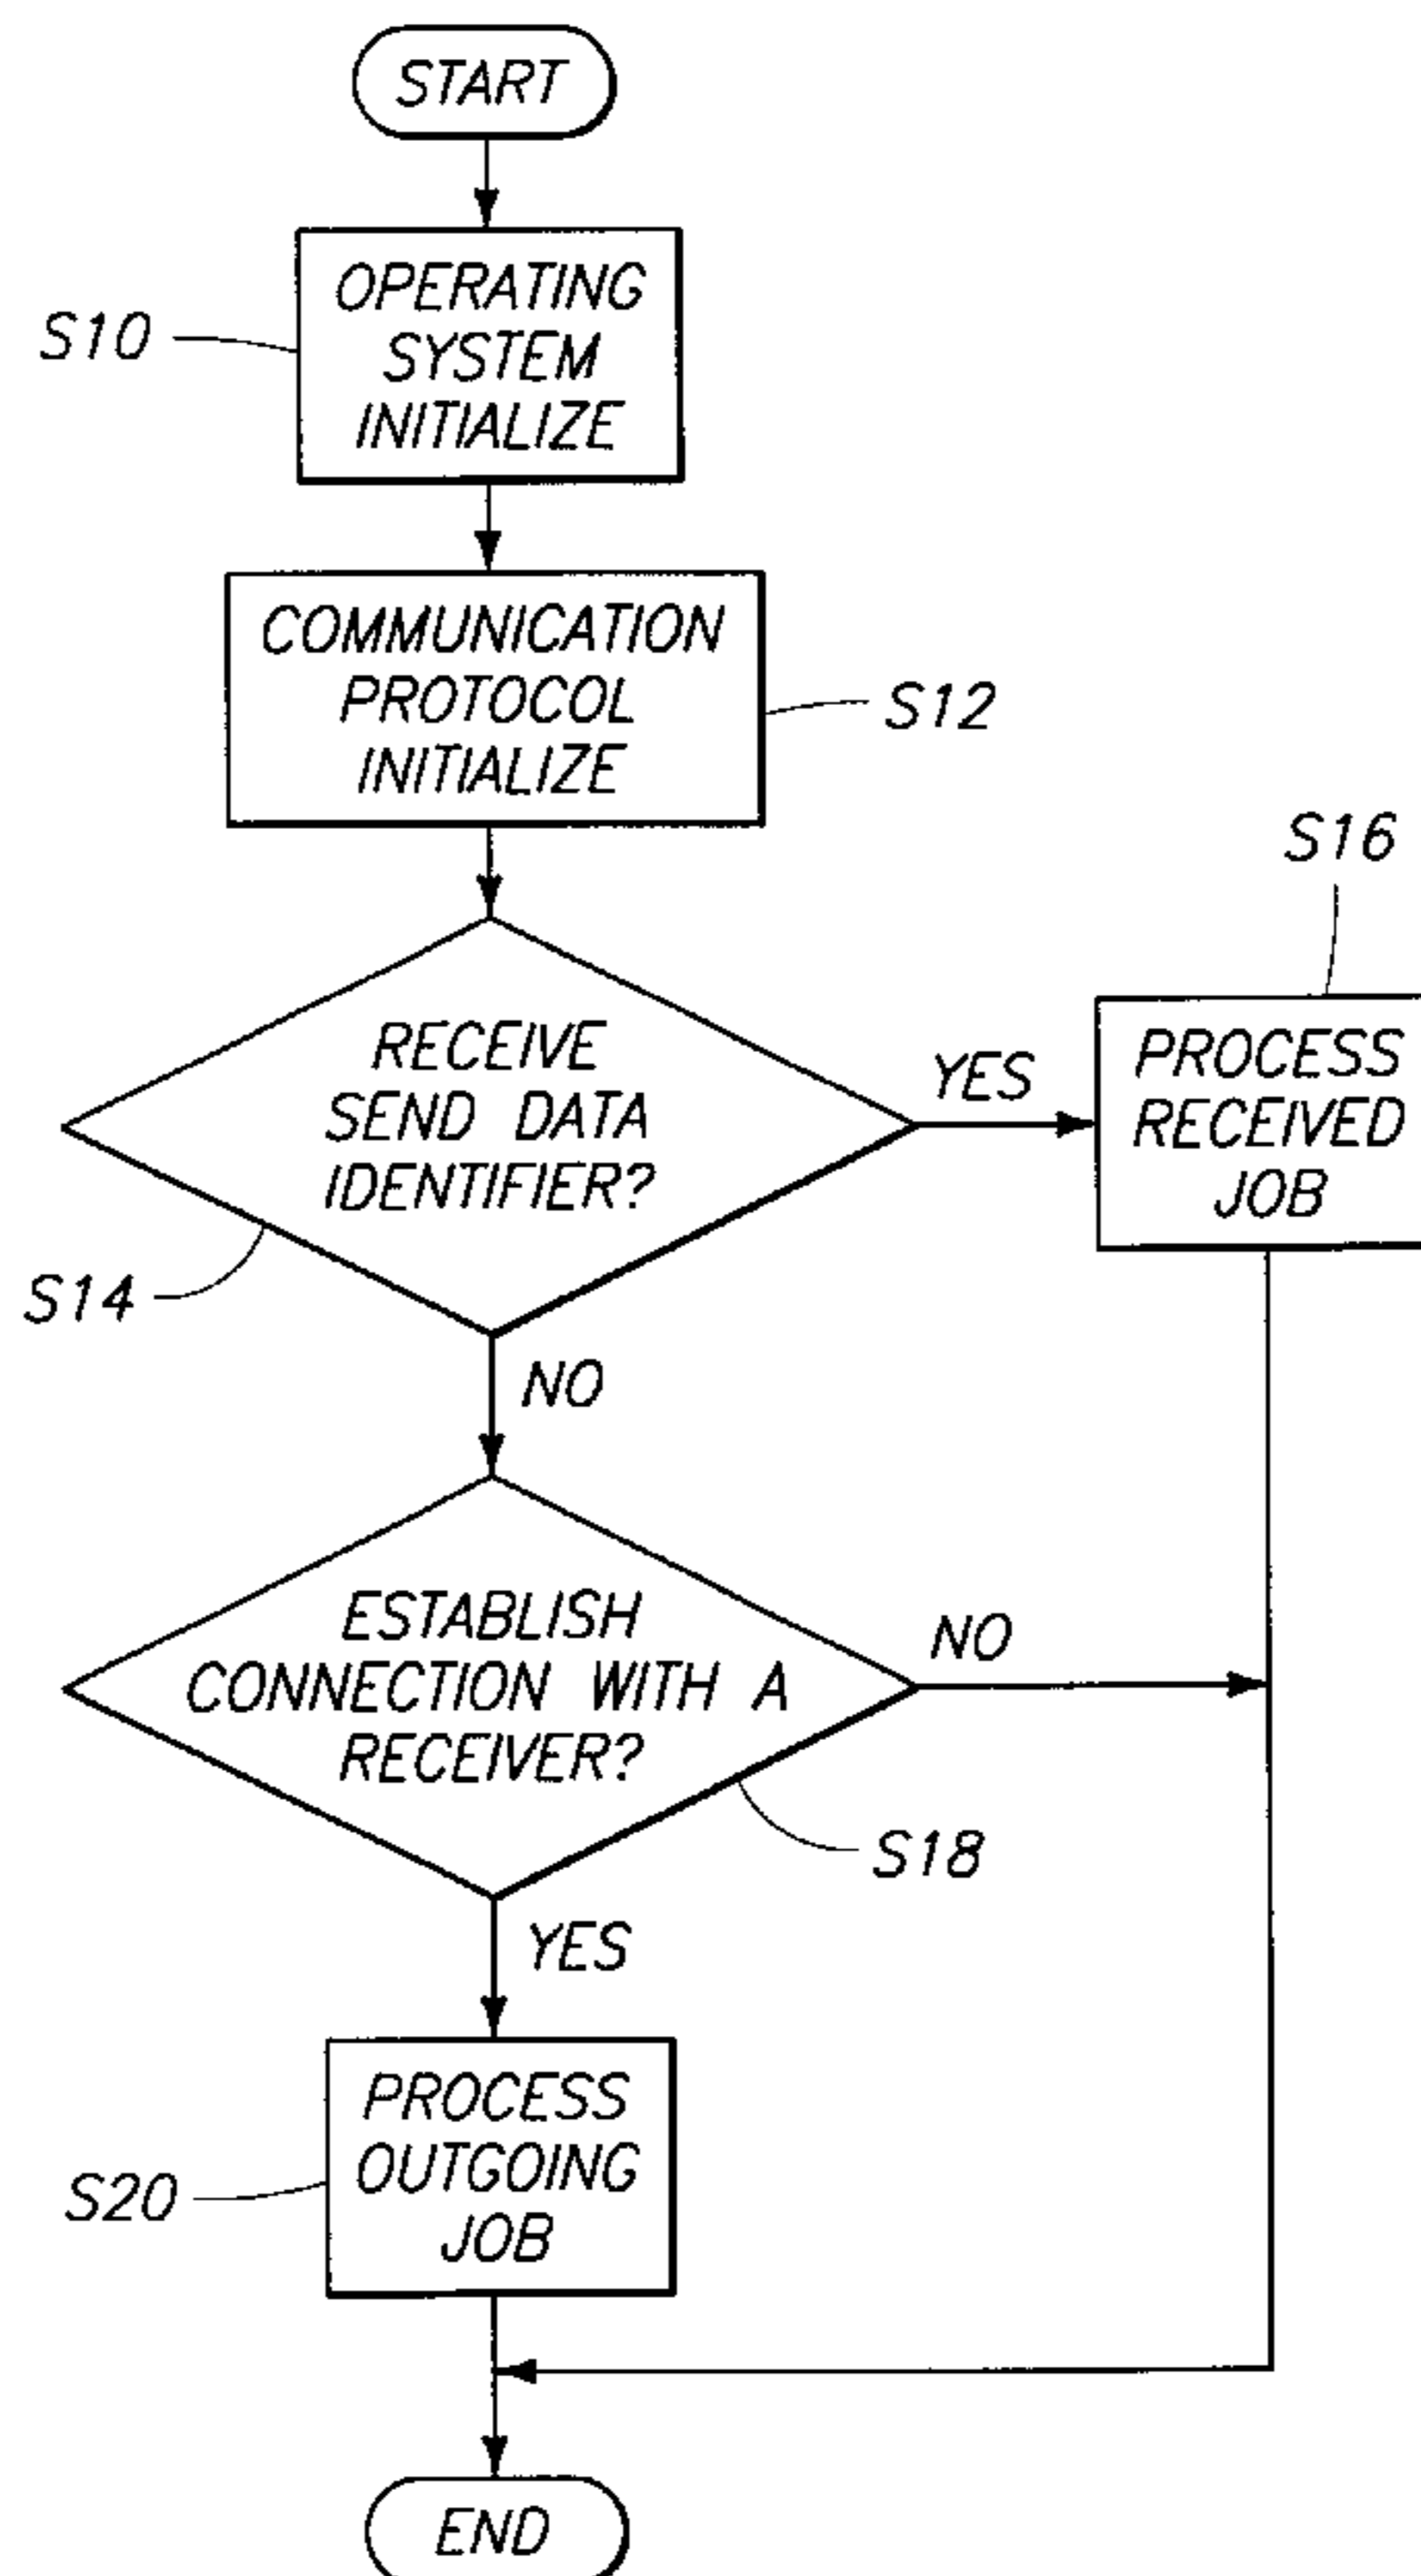 START
OPERATING
SYSTEM
INITIALIZE
S10
COMMUNICATION
PROTOCOL
INITIALIZE
S12
RECEIVE
SEND DATA
IDENTIFIER?
S14
YES
S16
PROCESS
RECEIVED
JOB
NO
ESTABLISH
CONNECTION WITH A
RECEIVER?
NO
S18
YES
PROCESS
OUTGOING
JOB
S20
END